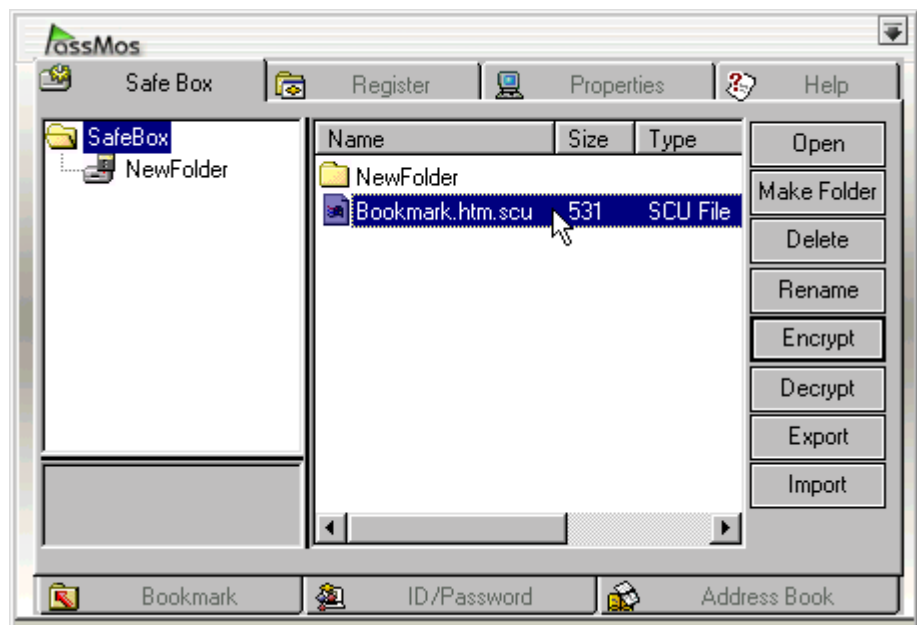 PassMos
Safe Box
Register
Properties
Help
SafeBox
NewFolder
Name Size Type
NewFolder
Bookmark.htm.scu 531 SCU File
Open
Make Folder
Delete
Rename
Encrypt
Decrypt
Export
Import
Bookmark
ID/Password
Address Book